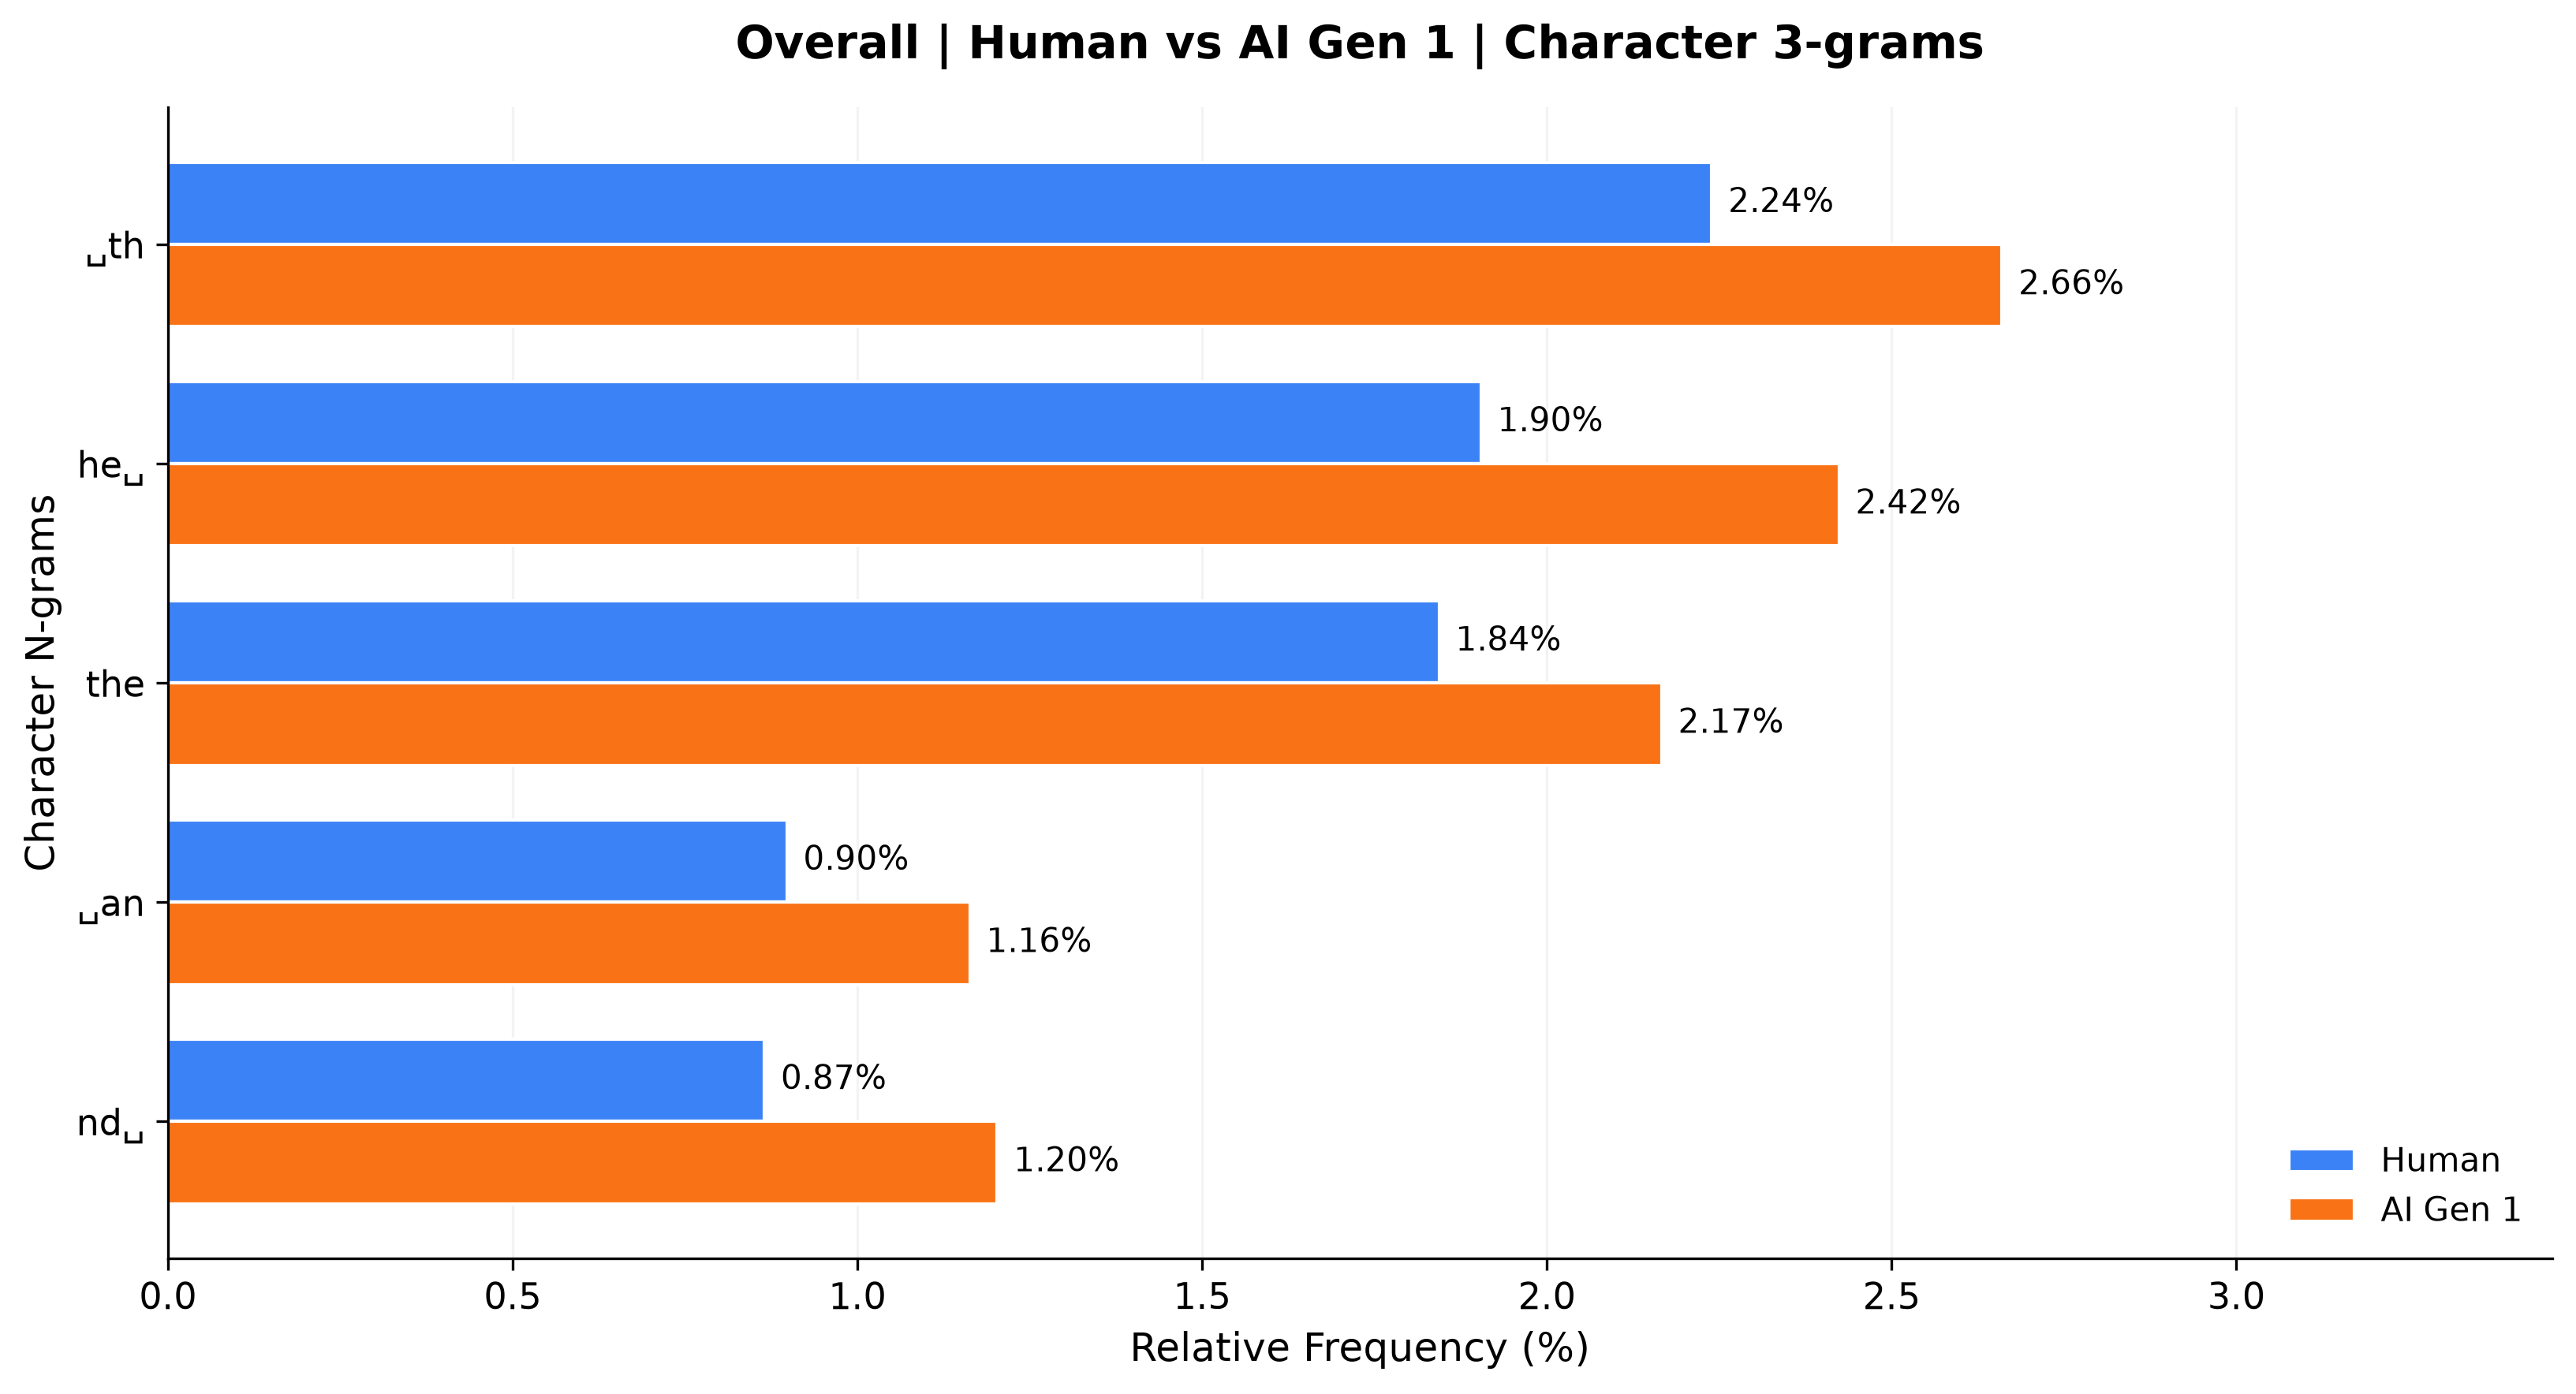 Overall | Human vs AI Gen 1 | Character 3-grams
Character N-grams
␣th
2.24%
2.66%
he␣
1.90%
2.42%
the
1.84%
2.17%
␣an
0.90%
1.16%
nd␣
0.87%
1.20%
Human
AI Gen 1
0.0 0.5 1.0 1.5 2.0 2.5 3.0
Relative Frequency (%)